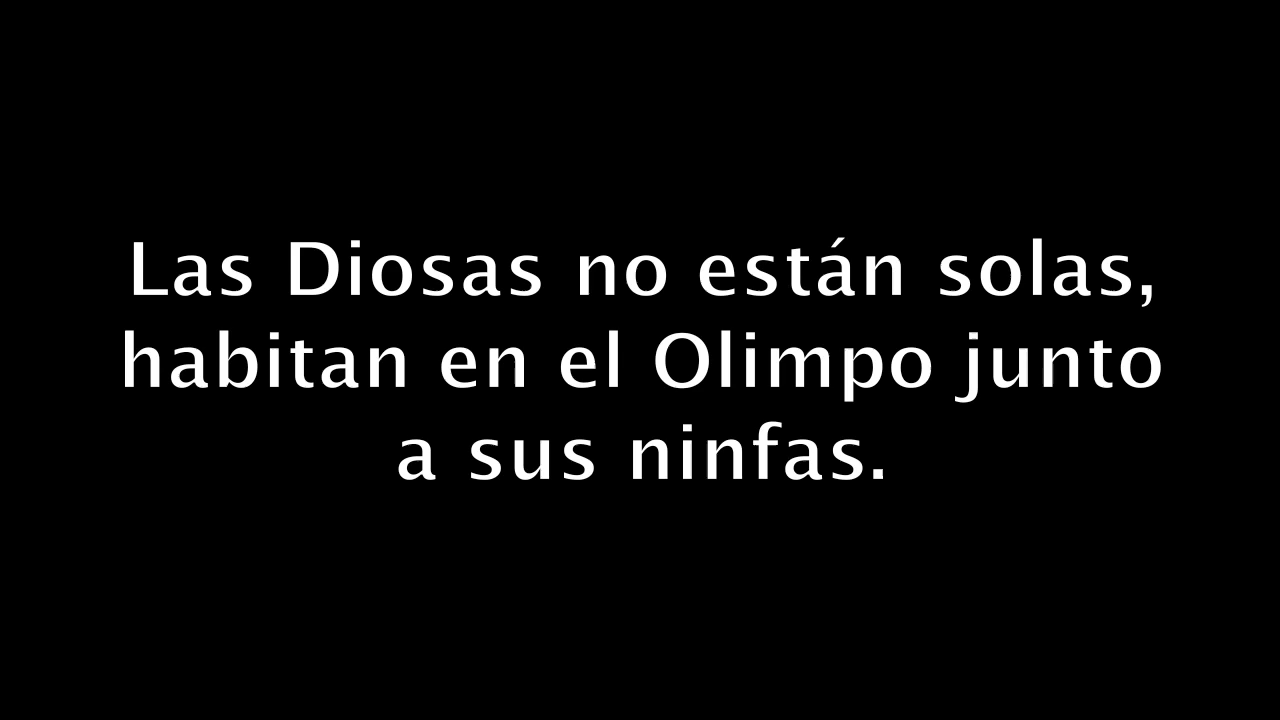 Las Diosas no están solas,
habitan en el Olimpo junto
a sus ninfas.